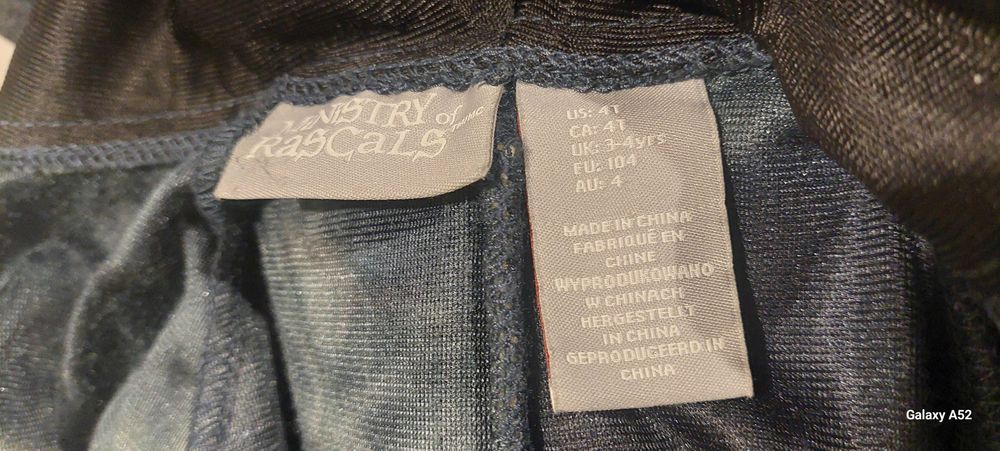 MINISTRY of
RASCALS
US: 4T
CA: 4T
UK: 3-4yrs
EU: 104
AU: 4
MADE IN CHINA
FABRIQUÉ EN
CHINE
WYPRODUKOWANO
W CHINACH
HERGESTELLT
IN CHINA
GEPRODUCEERD IN
CHINA
Galaxy A52